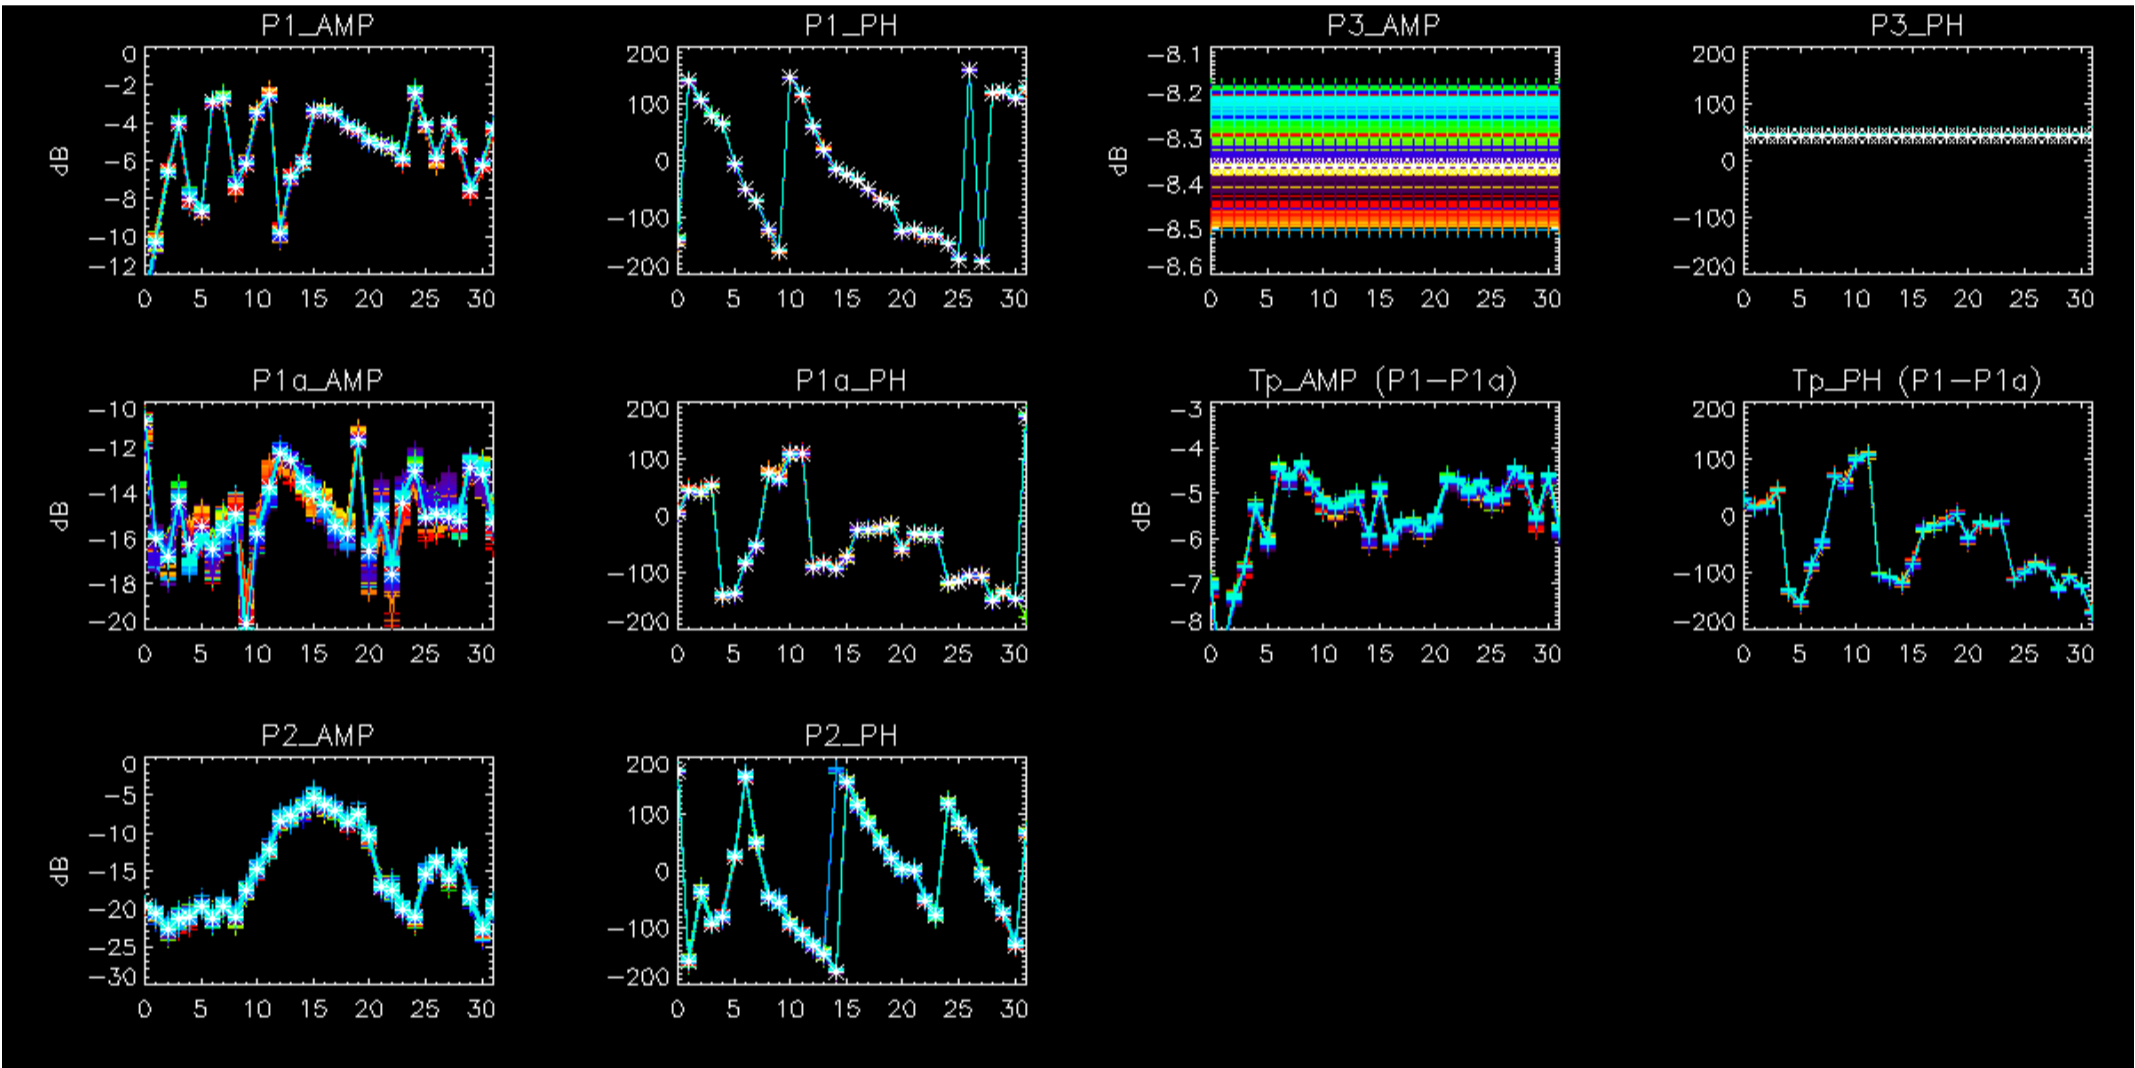 P1_AMP
dB
0
-2
-4
-6
-8
-10
-12
0 5 10 15 20 25 30
P1_PH
200
100
0
-100
-200
0 5 10 15 20 25 30
P3_AMP
dB
-8.1
-8.2
-8.3
-8.4
-8.5
-8.6
0 5 10 15 20 25 30
P3_PH
200
100
0
-100
-200
0 5 10 15 20 25 30
P1a_AMP
dB
-10
-12
-14
-16
-18
-20
0 5 10 15 20 25 30
P1a_PH
200
100
0
-100
-200
0 5 10 15 20 25 30
Tp_AMP (P1-P1a)
dB
-3
-4
-5
-6
-7
-8
0 5 10 15 20 25 30
Tp_PH (P1-P1a)
200
100
0
-100
-200
0 5 10 15 20 25 30
P2_AMP
dB
0
-5
-10
-15
-20
-25
-30
0 5 10 15 20 25 30
P2_PH
200
100
0
-100
-200
0 5 10 15 20 25 30